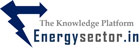 The Knowledge Platform
Energysector.in